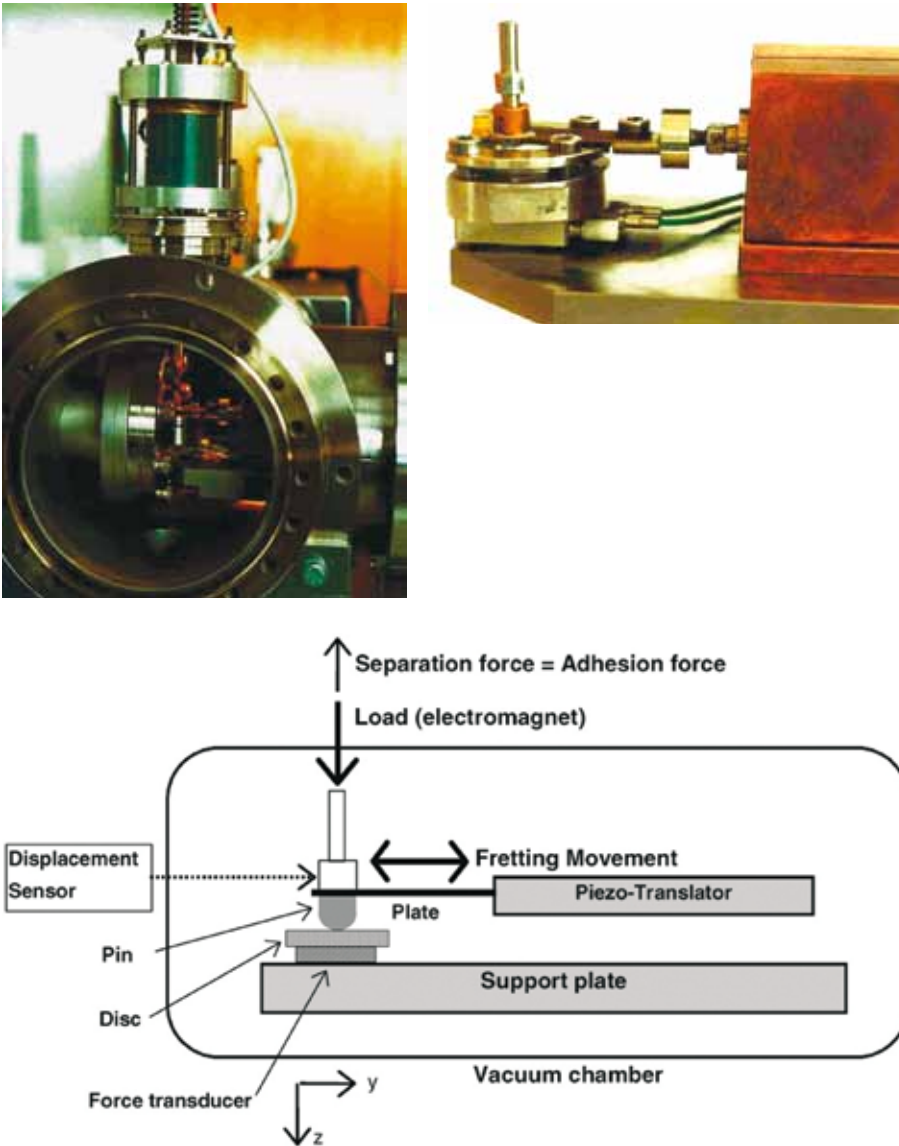 Separation force = Adhesion force
Load (electromagnet)
Displacement
Sensor
Fretting Movement
Piezo-Translator
Plate
Pin
Support plate
Disc
Vacuum chamber
Force transducer
y
z